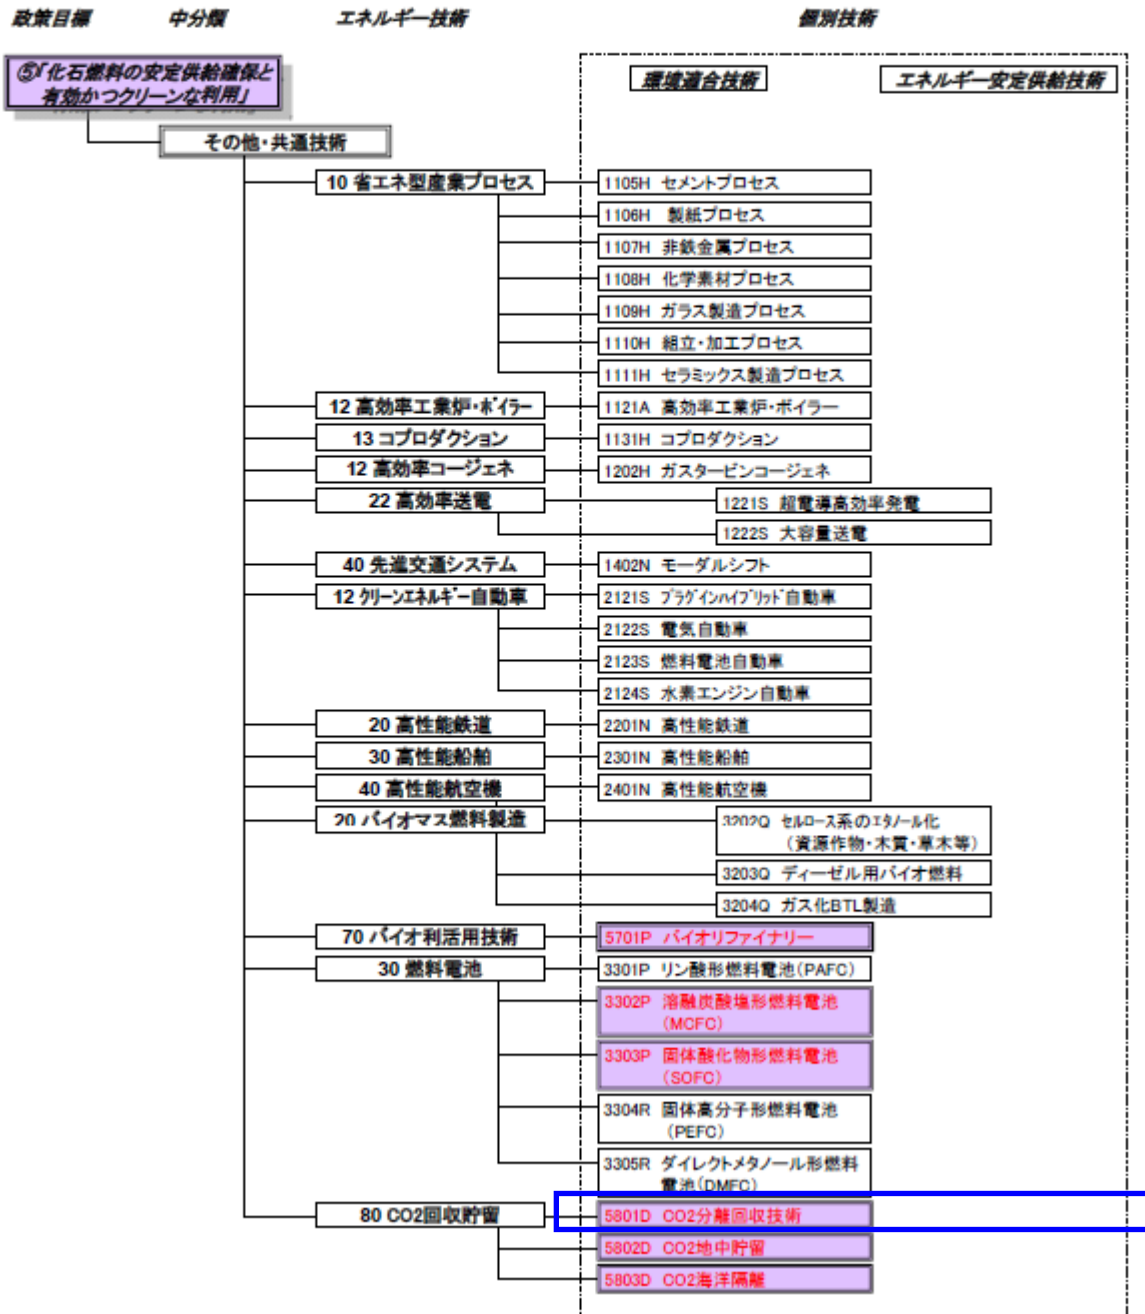 政策目標 中分類 エネルギー技術 個別技術
⑤「化石燃料の安定供給確保と
有効かつクリーンな利用」
環境適合技術 エネルギー安定供給技術
その他・共通技術
10 省エネ型産業プロセス 1105H セメントプロセス
1106H 製紙プロセス
1107H 非鉄金属プロセス
1108H 化学素材プロセス
1109H ガラス製造プロセス
1110H 組立・加工プロセス
1111H セラミックス製造プロセス
12 高効率工業炉・ボイラー 1121A 高効率工業炉・ボイラー
13 コプロダクション 1131H コプロダクション
12 高効率コージェネ 1202H ガスタービンコージェネ
22 高効率送電 1221S 超電導高効率発電
1222S 大容量送電
40 先進交通システム 1402N モーダルシフト
12 クリーンエネルギー自動車 2121S プラグインハイブリッド自動車
2122S 電気自動車
2123S 燃料電池自動車
2124S 水素エンジン自動車
20 高性能鉄道 2201N 高性能鉄道
30 高性能船舶 2301N 高性能船舶
40 高性能航空機 2401N 高性能航空機
20 バイオマス燃料製造 3202Q セルロース系のエタノール化
(資源作物・木質・草木等)
3203Q ディーゼル用バイオ燃料
3204Q ガス化BTL製造
70 バイオ利活用技術 5701P バイオリファイナリー
30 燃料電池 3301P リン酸形燃料電池(PAFC)
3302P 溶融炭酸塩形燃料電池
(MCFC)
3303P 固体酸化物形燃料電池
(SOFC)
3304R 固体高分子形燃料電池
(PEFC)
3305R ダイレクトメタノール形燃料
電池(DMFC)
80 CO2回収貯留 5801D CO2分離回収技術
5802D CO2地中貯留
5803D CO2海洋隔離